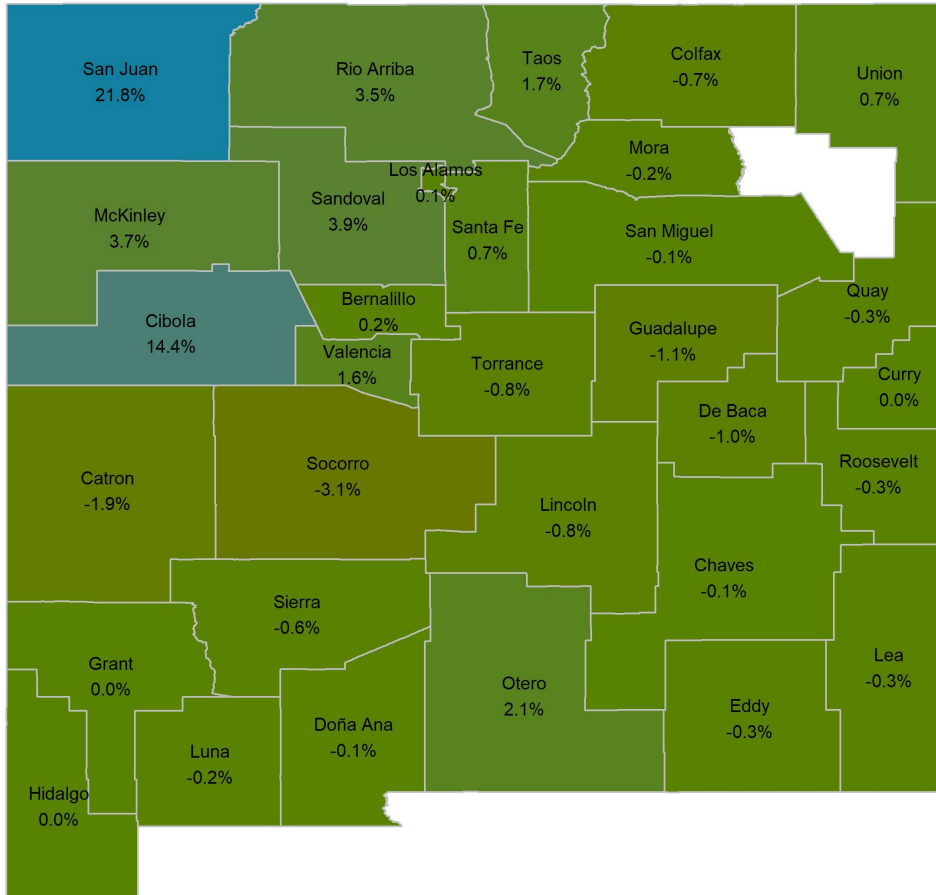 San Juan
21.8%
Rio Arriba
3.5%
Taos
1.7%
Colfax
-0.7%
Union
0.7%
Mora
-0.2%
Los Alamos
0.1%
McKinley
3.7%
Sandoval
3.9%
Santa Fe
0.7%
San Miguel
-0.1%
Quay
-0.3%
Cibola
14.4%
Bernalillo
0.2%
Valencia
1.6%
Torrance
-0.8%
Guadalupe
-1.1%
Curry
0.0%
De Baca
-1.0%
Catron
-1.9%
Socorro
-3.1%
Lincoln
-0.8%
Roosevelt
-0.3%
Chaves
-0.1%
Sierra
-0.6%
Grant
0.0%
Otero
2.1%
Lea
-0.3%
Eddy
-0.3%
Doña Ana
-0.1%
Luna
-0.2%
Hidalgo
0.0%